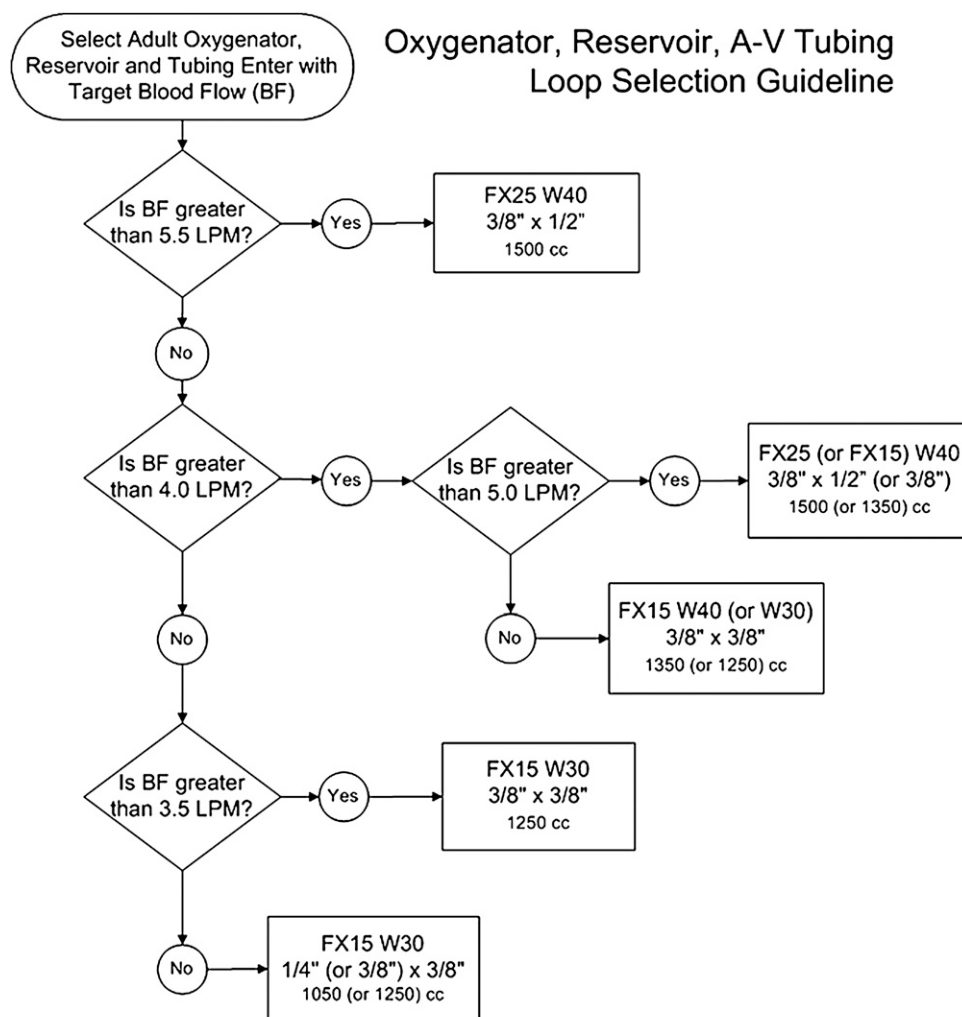 Select Adult Oxygenator,
Reservoir and Tubing Enter with
Target Blood Flow (BF)
Oxygenator, Reservoir, A-V Tubing
Loop Selection Guideline
Is BF greater
than 5.5 LPM?
Yes
FX25 W40
3/8" x 1/2"
1500 cc
No
Is BF greater
than 4.0 LPM?
Yes
Is BF greater
than 5.0 LPM?
Yes
FX25 (or FX15) W40
3/8" x 1/2" (or 3/8")
1500 (or 1350) cc
No
No
FX15 W40 (or W30)
3/8" x 3/8"
1350 (or 1250) cc
Is BF greater
than 3.5 LPM?
Yes
FX15 W30
3/8" x 3/8"
1250 cc
No
FX15 W30
1/4" (or 3/8") x 3/8"
1050 (or 1250) cc